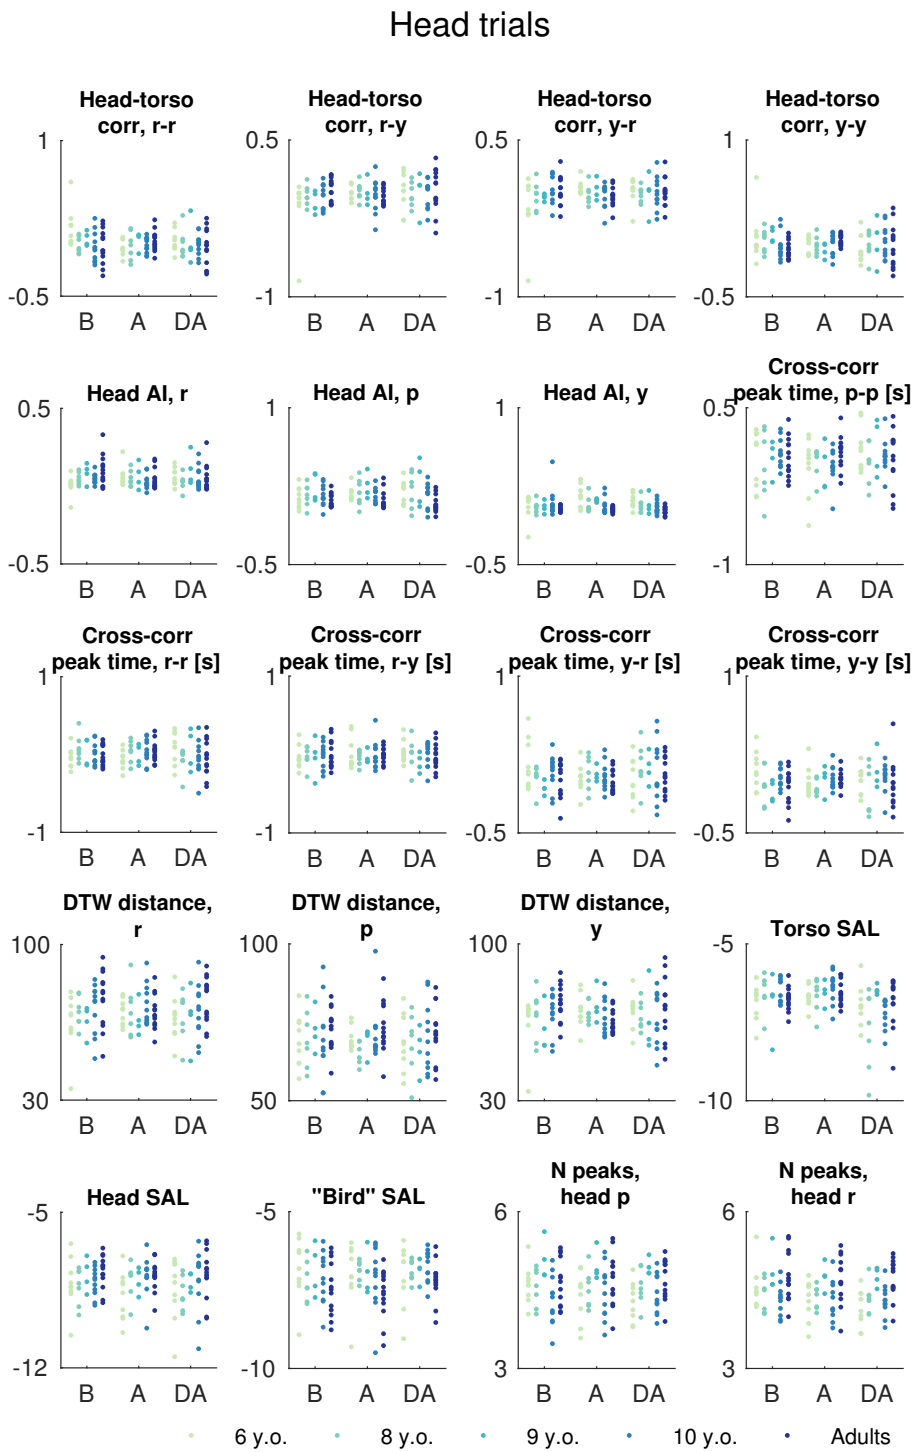 Head trials
Head-torso
corr, r-r
Head-torso
corr, r-y
Head-torso
corr, y-r
Head-torso
corr, y-y
1
-0.5
B A DA
0.5
-1
B A DA
0.5
-1
B A DA
1
-0.5
B A DA
Head AI, r
Head AI, p
Head AI, y
Cross-corr
peak time, p-p [s]
0.5
-0.5
B A DA
1
-0.5
B A DA
1
-0.5
B A DA
0.5
-1
B A DA
Cross-corr
peak time, r-r [s]
Cross-corr
peak time, r-y [s]
Cross-corr
peak time, y-r [s]
Cross-corr
peak time, y-y [s]
1
-1
B A DA
1
-1
B A DA
1
-0.5
B A DA
1
-0.5
B A DA
DTW distance,
r
DTW distance,
p
DTW distance,
y
Torso SAL
100
30
B A DA
100
50
B A DA
100
30
B A DA
-5
-10
B A DA
Head SAL
"Bird" SAL
N peaks,
head p
N peaks,
head r
-5
-12
B A DA
-5
-10
B A DA
6
3
B A DA
6
3
B A DA
6 y.o. 8 y.o. 9 y.o. 10 y.o. Adults